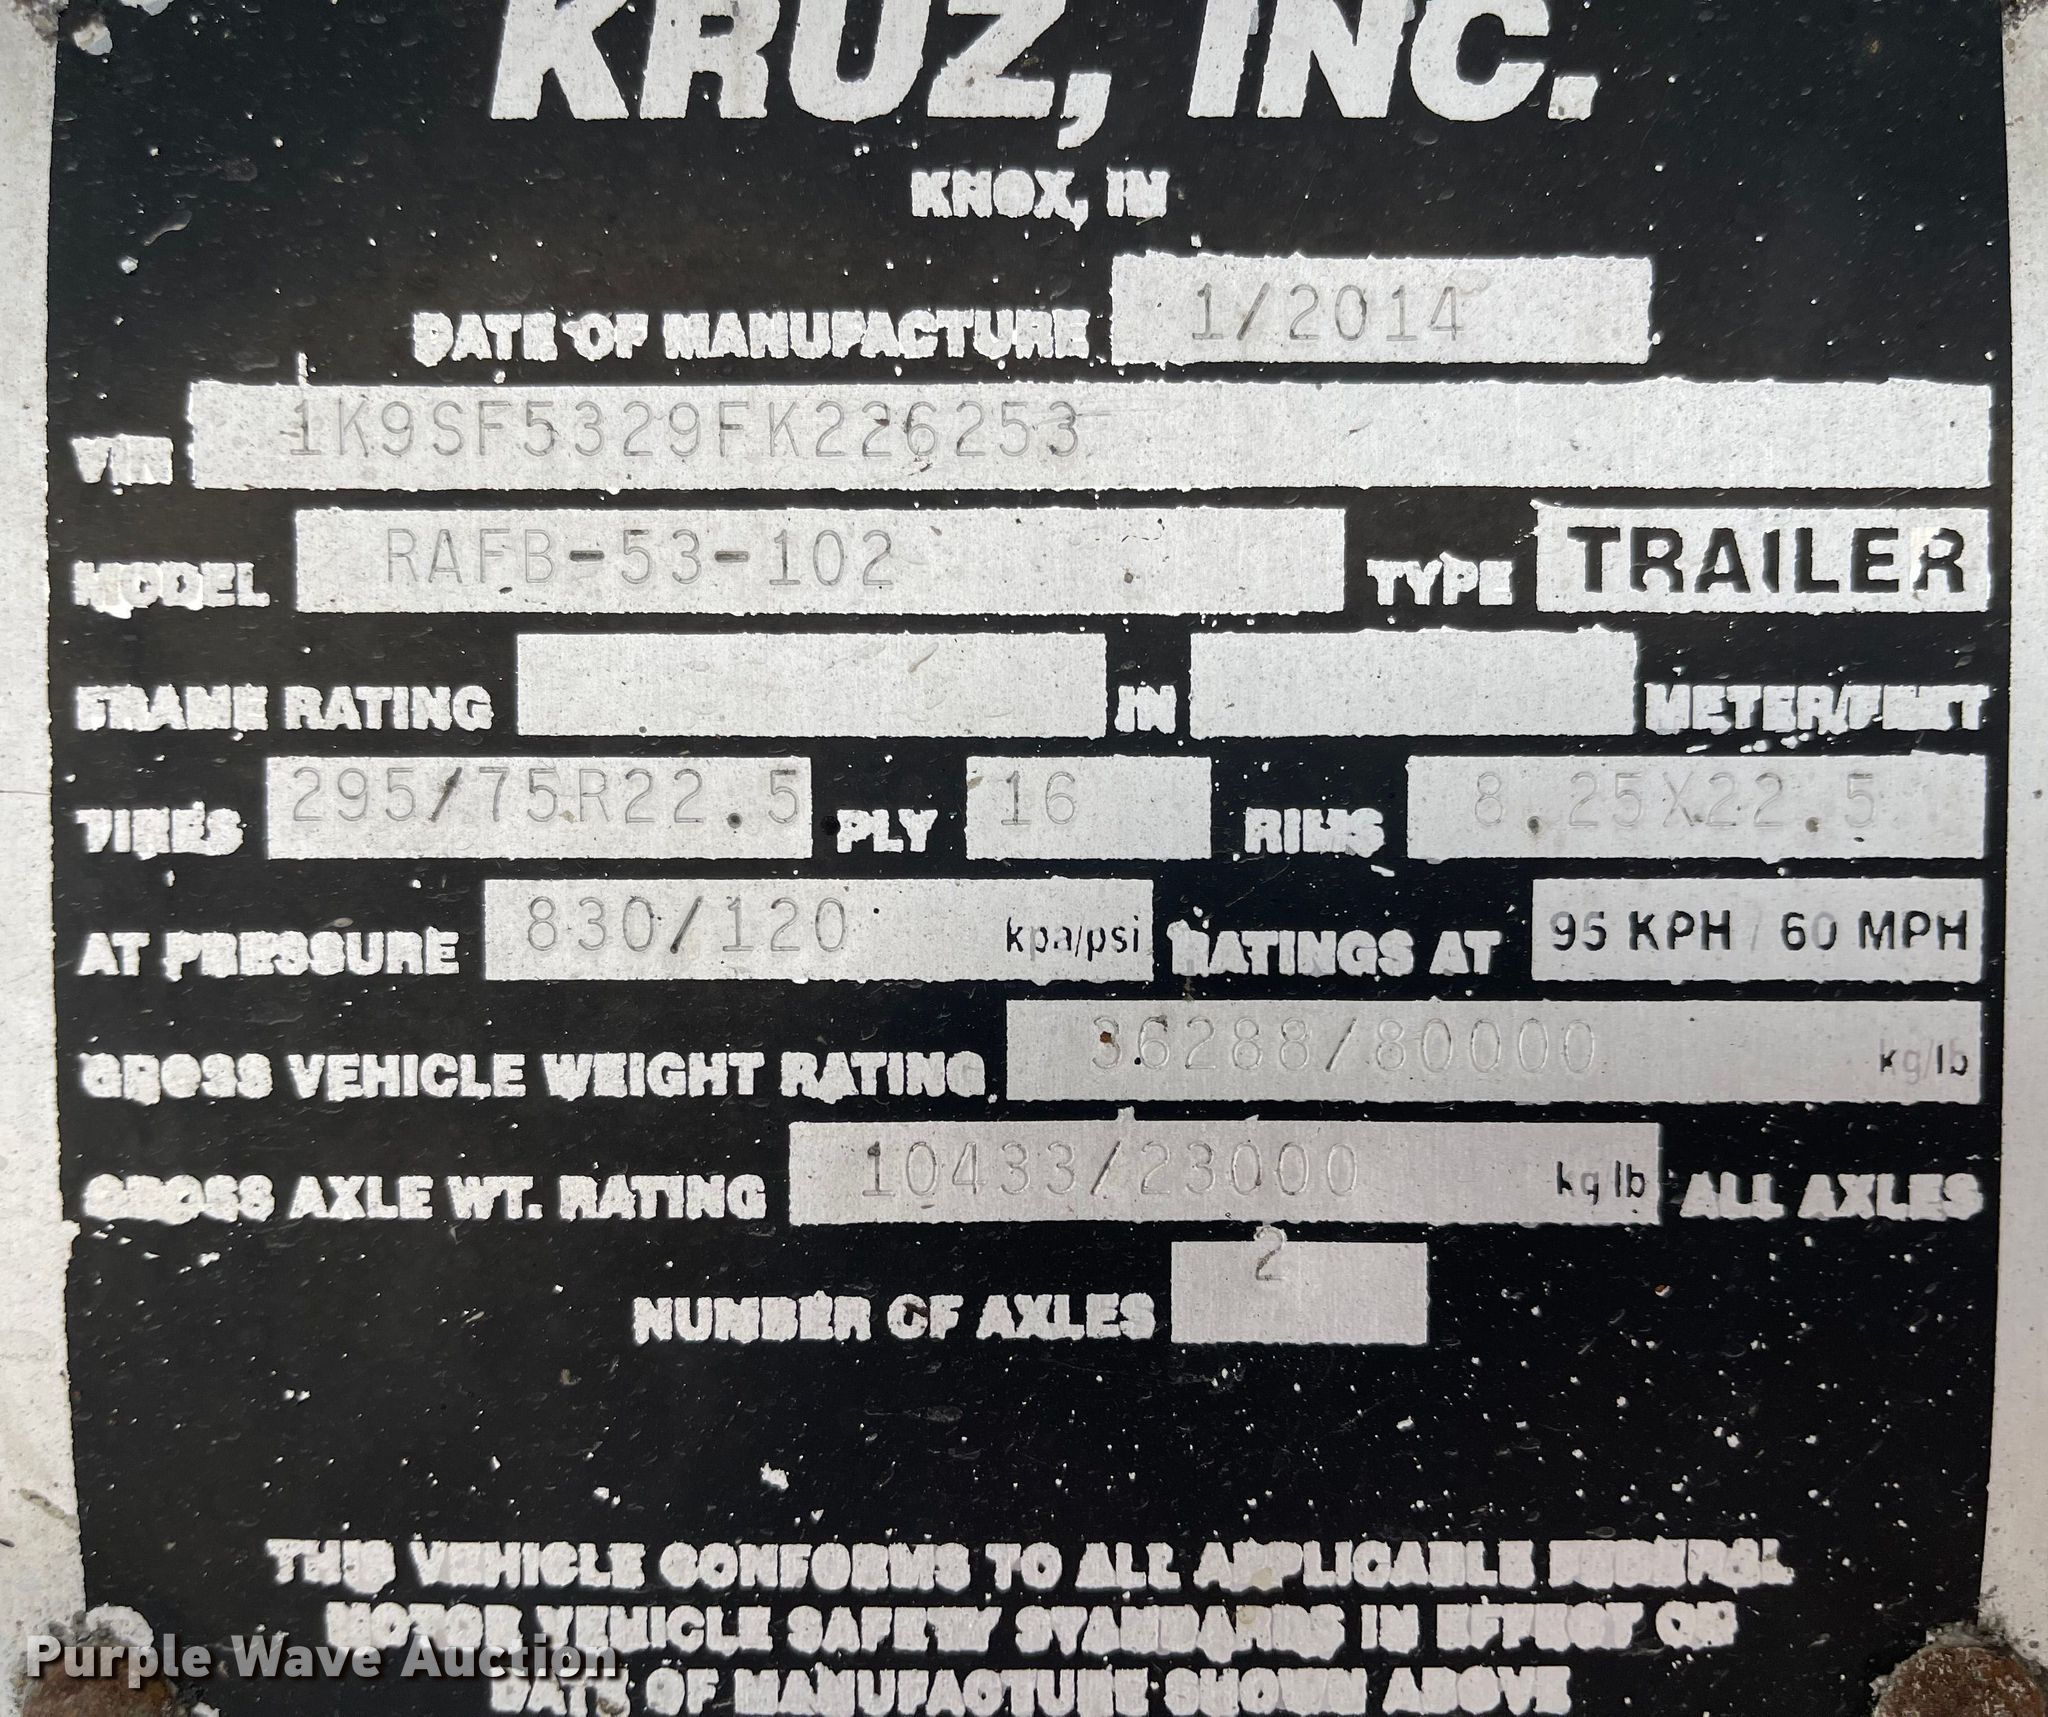 KRUZ, INC.
KNOX, IN
DATE OF MANUFACTURE 1/2014
VIN 1K9SF5329FK226253
MODEL RAFB-53-102 TYPE TRAILER
FRAME RATING IN METER/FEET
TIRES 295/75R22.5 PLY 16 RIMS 8.25X22.5
AT PRESSURE 830/120 kpa/psi RATINGS AT 95 KPH / 60 MPH
GROSS VEHICLE WEIGHT RATING 36288/80000 kg/lb
GROSS AXLE WT. RATING 10433/23000 kg lb ALL AXLES
NUMBER OF AXLES 2
THIS VEHICLE CONFORMS TO ALL APPLICABLE FEDERAL
MOTOR VEHICLE SAFETY STANDARDS IN EFFECT ON
DATE OF MANUFACTURE SHOWN ABOVE
Purple Wave Auction